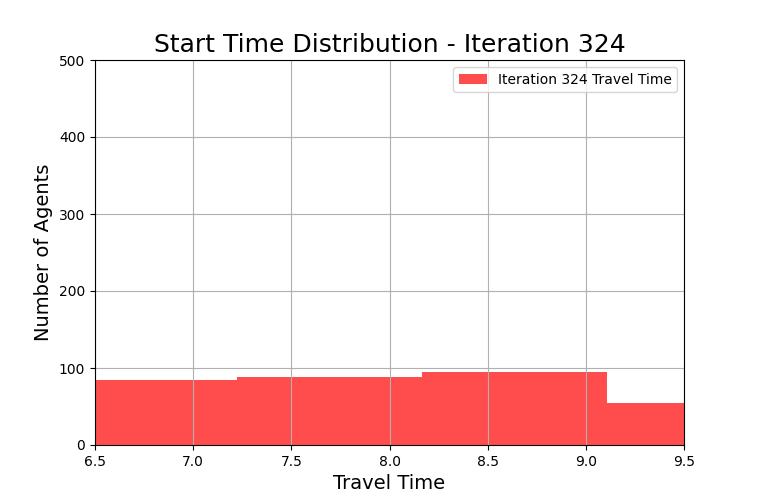 Start Time Distribution - Iteration 324
500
Iteration 324 Travel Time
400
300
200
100
0
Number of Agents
6.5 7.0 7.5 8.0 8.5 9.0 9.5
Travel Time